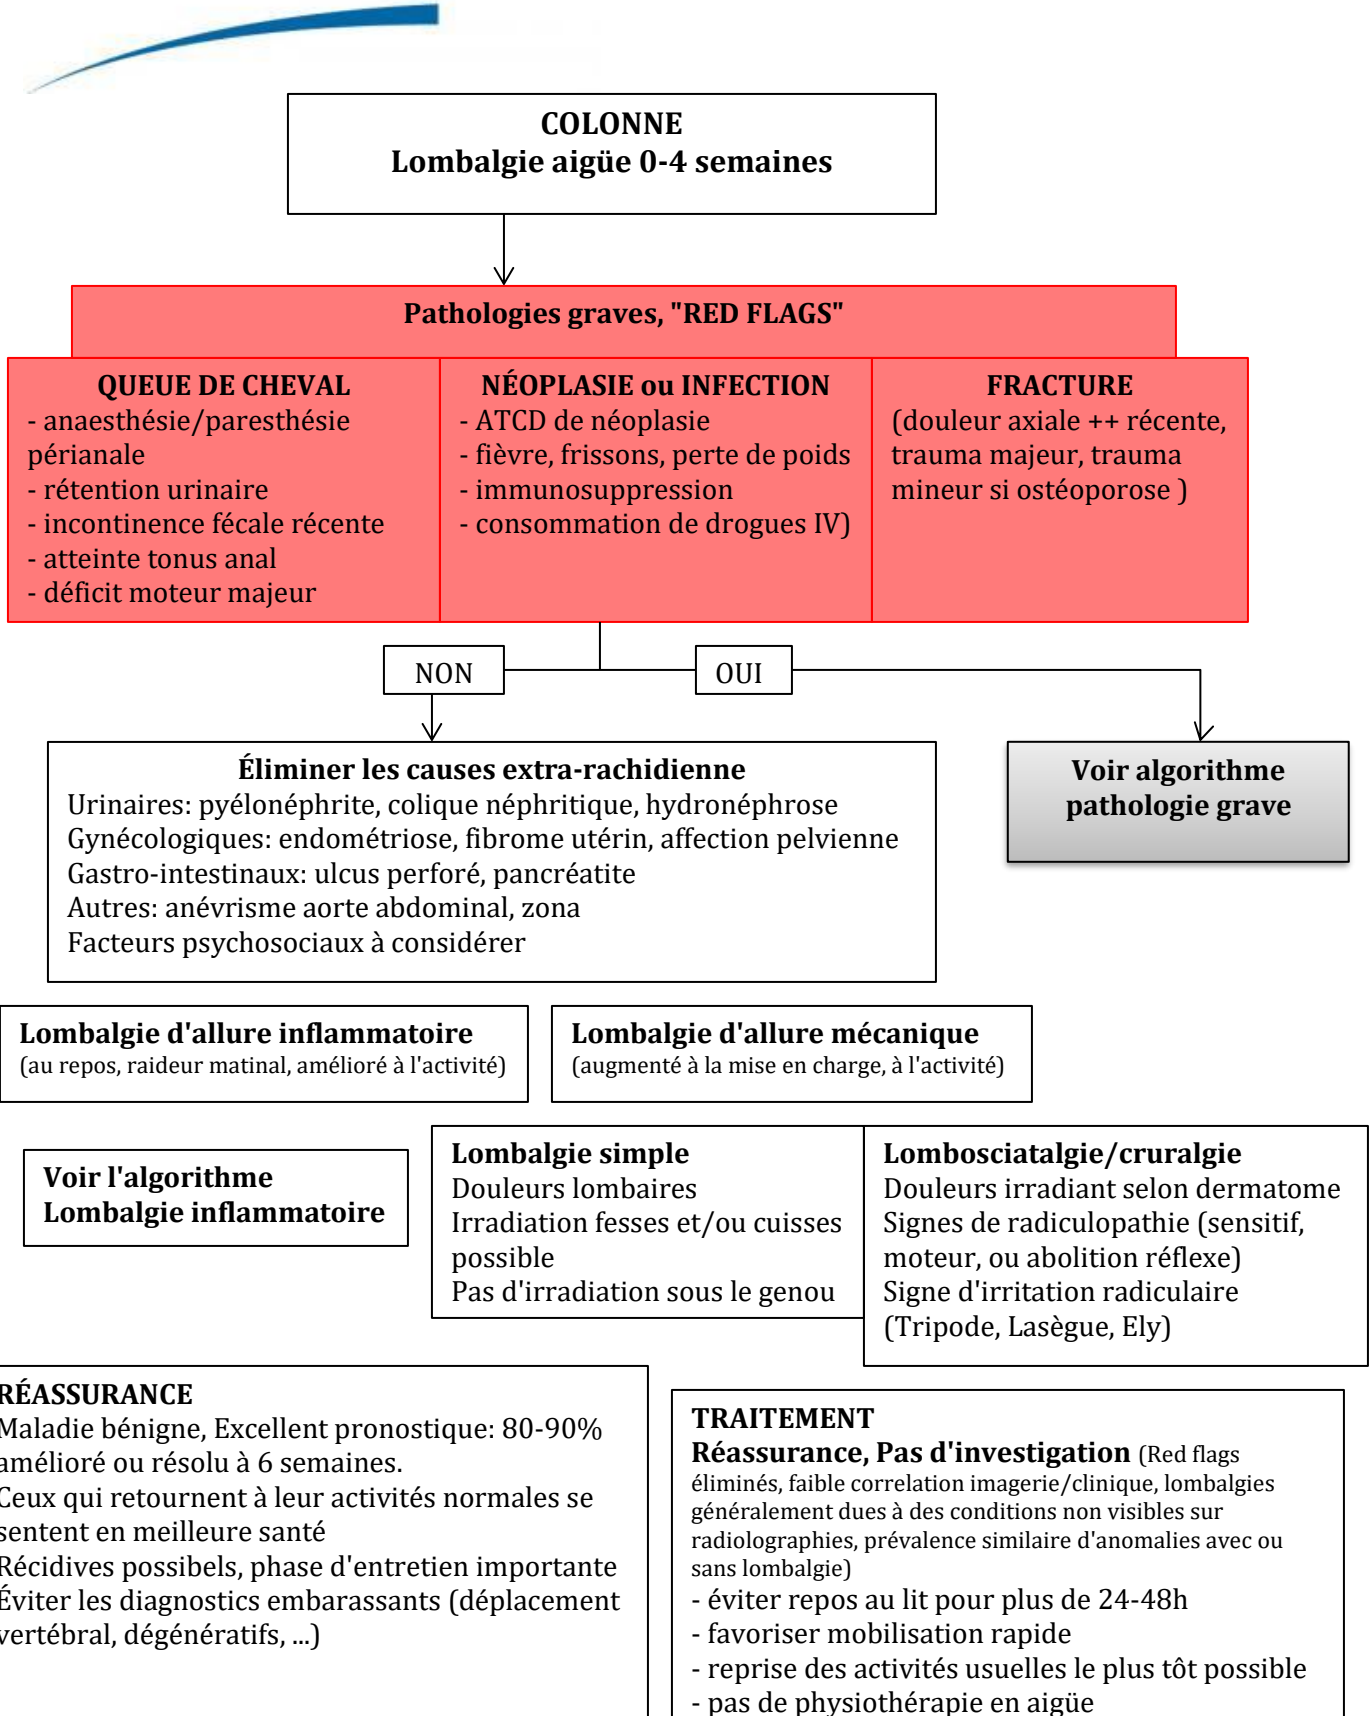 COLONNE
Lombalgie aigüe 0-4 semaines
Pathologies graves, "RED FLAGS"
QUEUE DE CHEVAL
- anaesthésie/paresthésie
périanale
- rétention urinaire
- incontinence fécale récente
- atteinte tonus anal
- déficit moteur majeur
NÉOPLASIE ou INFECTION
- ATCD de néoplasie
- fièvre, frissons, perte de poids
- immunosuppression
- consommation de drogues IV)
FRACTURE
(douleur axiale ++ récente,
trauma majeur, trauma
mineur si ostéoporose )
NON
OUI
Éliminer les causes extra-rachidienne
Urinaires: pyélonéphrite, colique néphritique, hydronéphrose
Gynécologiques: endométriose, fibrome utérin, affection pelvienne
Gastro-intestinaux: ulcus perforé, pancréatite
Autres: anévrisme aorte abdominal, zona
Facteurs psychosociaux à considérer
Voir algorithme
pathologie grave
Lombalgie d'allure inflammatoire
(au repos, raideur matinal, amélioré à l'activité)
Lombalgie d'allure mécanique
(augmenté à la mise en charge, à l'activité)
Voir l'algorithme
Lombalgie inflammatoire
Lombalgie simple
Douleurs lombaires
Irradiation fesses et/ou cuisses
possible
Pas d'irradiation sous le genou
Lombosciatalgie/cruralgie
Douleurs irradiant selon dermatome
Signes de radiculopathie (sensitif,
moteur, ou abolition réflexe)
Signe d'irritation radiculaire
(Tripode, Lasègue, Ely)
RÉASSURANCE
Maladie bénigne, Excellent pronostique: 80-90%
amélioré ou résolu à 6 semaines.
Ceux qui retournent à leur activités normales se
sentent en meilleure santé
Récidives possibels, phase d'entretien importante
Éviter les diagnostics embarassants (déplacement
vertébral, dégénératifs, ...)
TRAITEMENT
Réassurance, Pas d'investigation (Red flags
éliminés, faible correlation imagerie/clinique, lombalgies
généralement dues à des conditions non visibles sur
radiolographies, prévalence similaire d'anomalies avec ou
sans lombalgie)
- éviter repos au lit pour plus de 24-48h
- favoriser mobilisation rapide
- reprise des activités usuelles le plus tôt possible
- pas de physiothérapie en aigüe